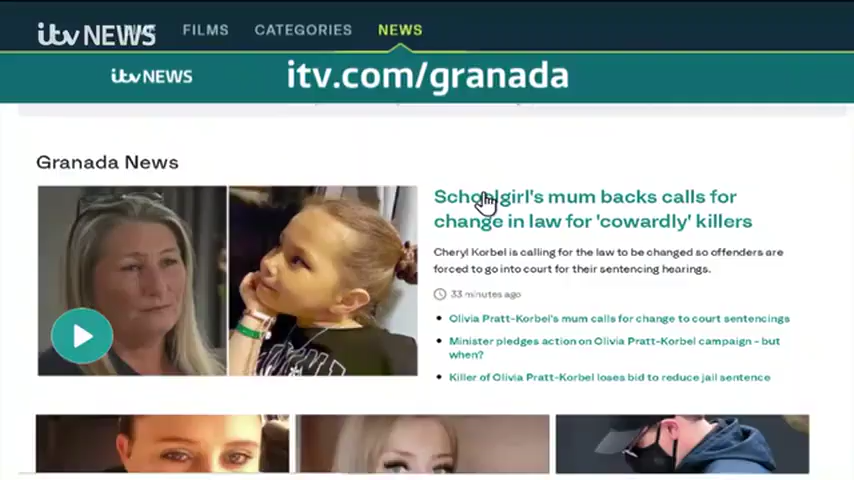 itv NEWS
FILMS
CATEGORIES
NEWS
itv NEWS
itv.com/granada
Granada News
Schoolgirl's mum backs calls for
change in law for 'cowardly' killers
Cheryl Korbel is calling for the law to be changed so offenders are
forced to go into court for their sentencing hearings.
33 minutes ago
Olivia Pratt-Korbel's mum calls for change to court sentencings
Minister pledges action on Olivia Pratt-Korbel campaign - but
when?
Killer of Olivia Pratt-Korbel loses bid to reduce jail sentence